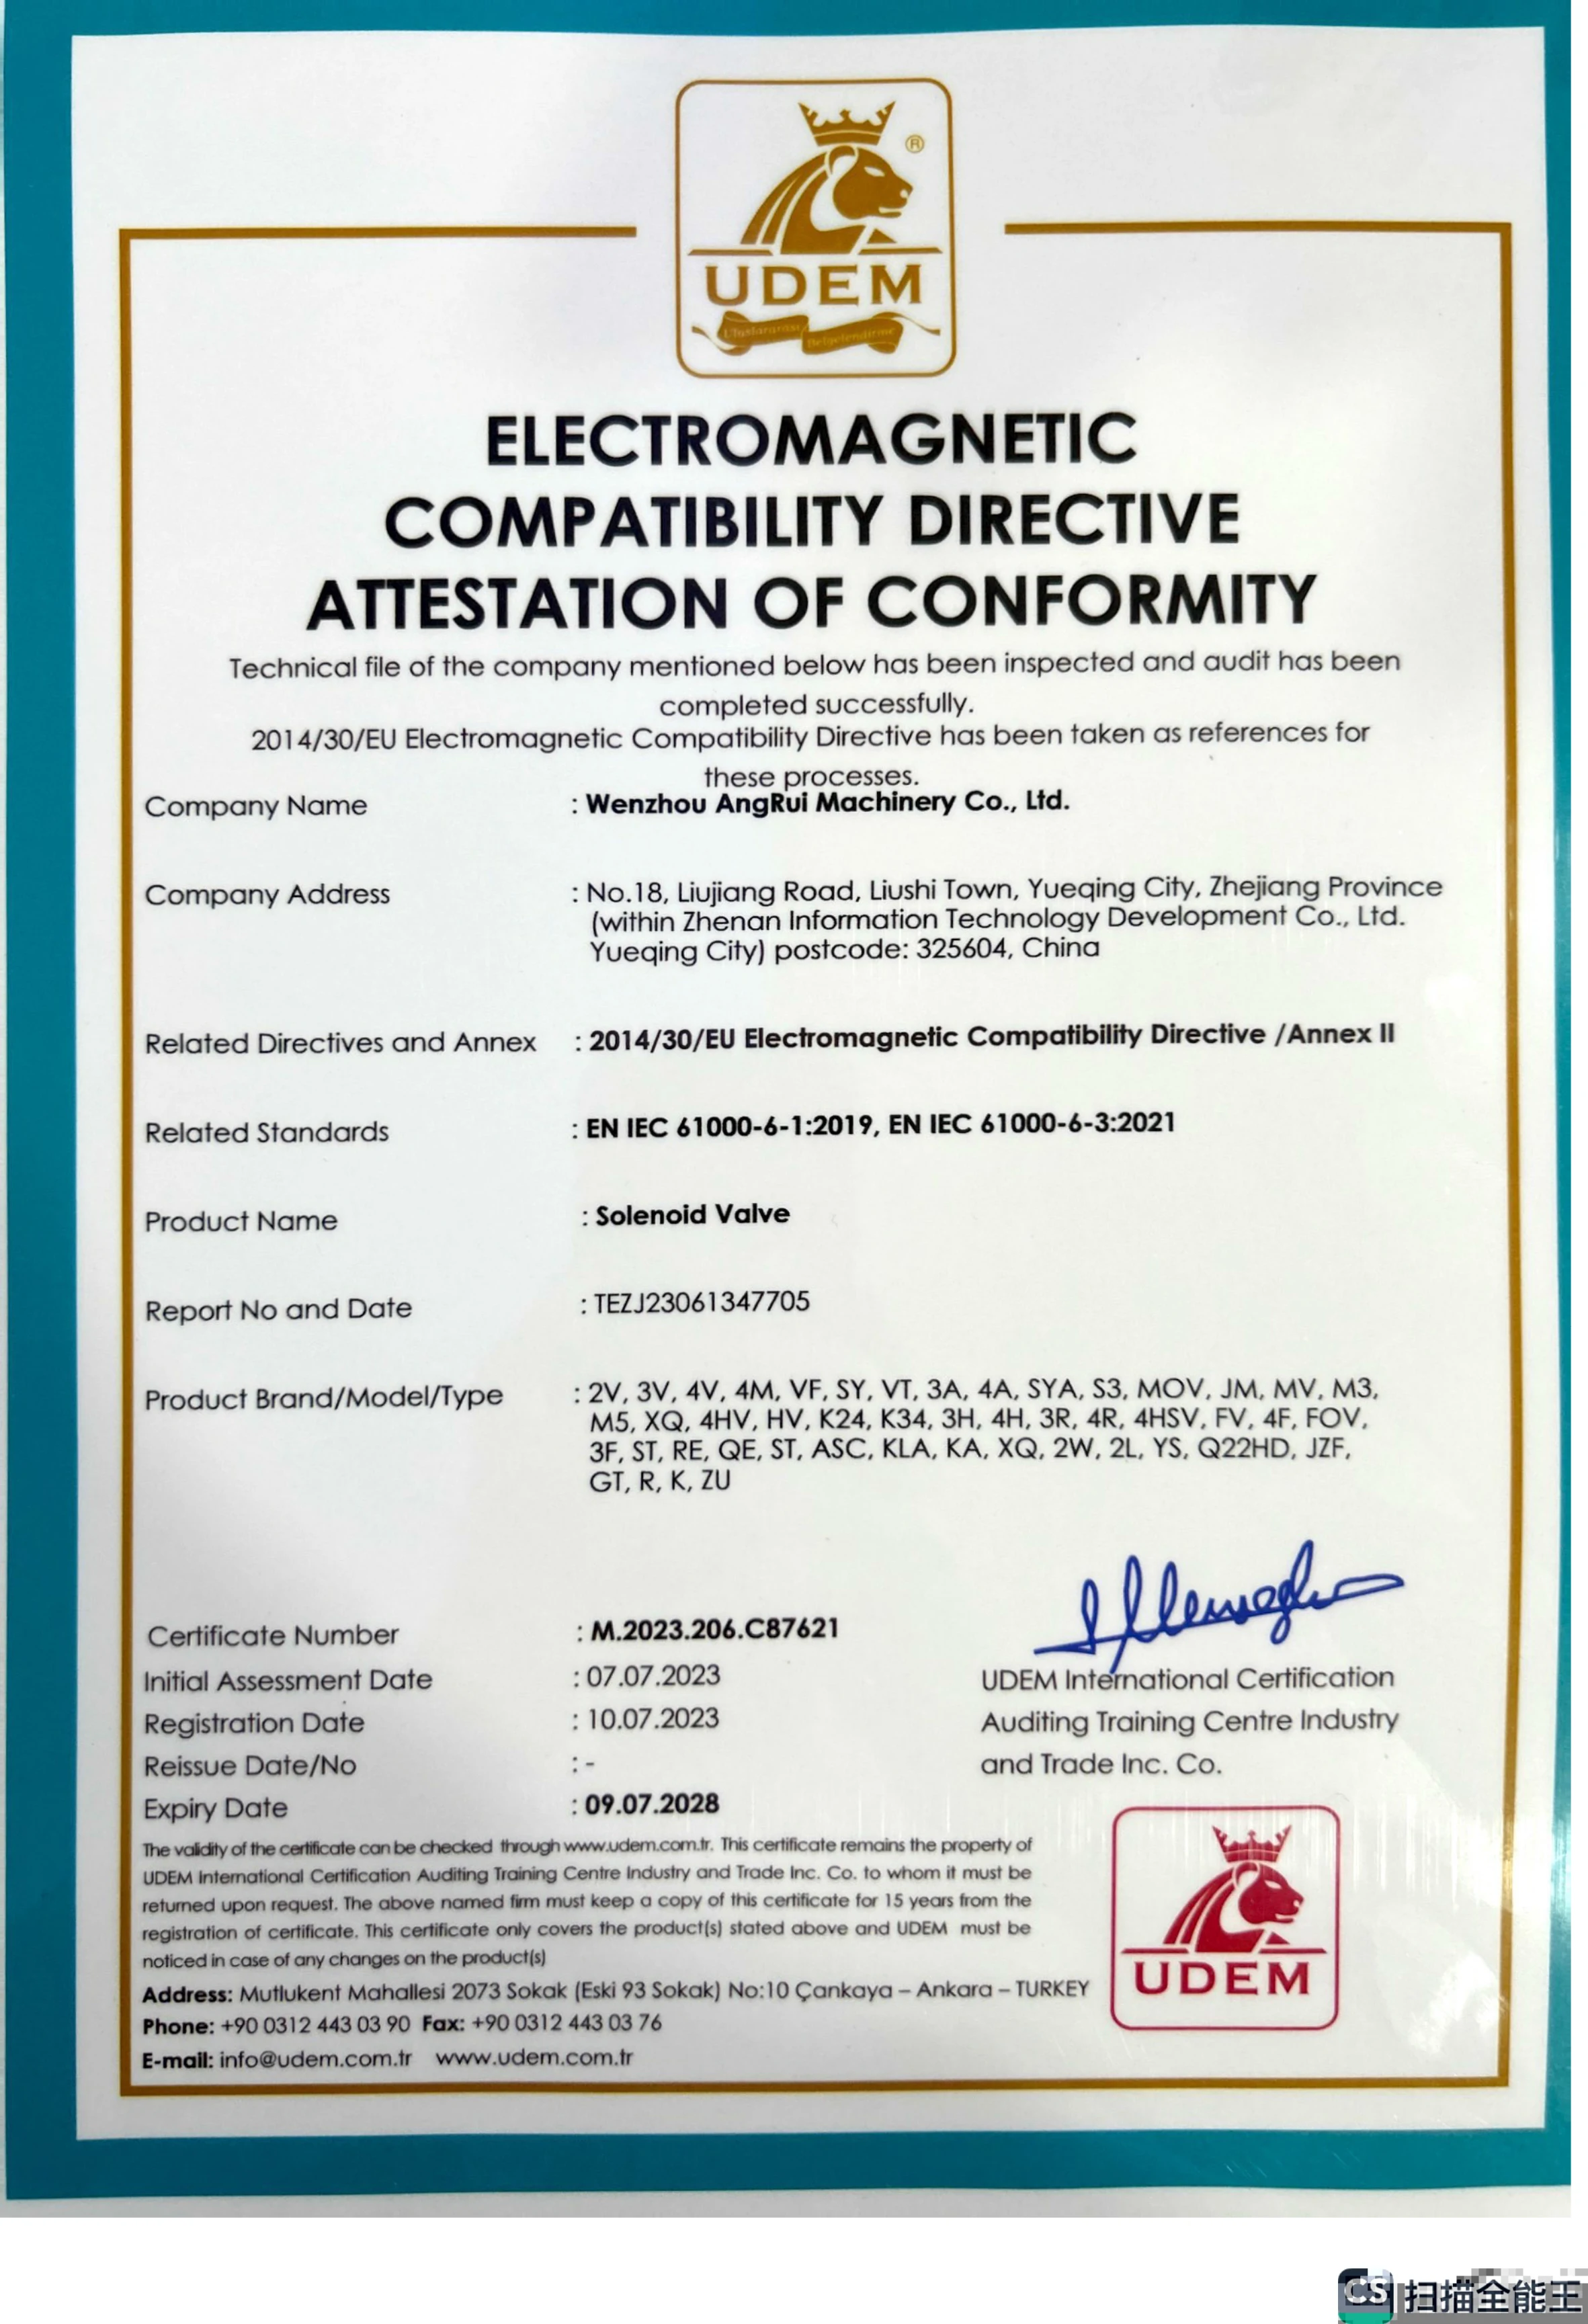 ®
UDEM
Uluslararası
Belgelendirme
ELECTROMAGNETIC
COMPATIBILITY DIRECTIVE
ATTESTATION OF CONFORMITY
Technical file of the company mentioned below has been inspected and audit has been
completed successfully.
2014/30/EU Electromagnetic Compatibility Directive has been taken as references for
these processes.
Company Name : Wenzhou AngRui Machinery Co., Ltd.
Company Address : No.18, Liujiang Road, Liushi Town, Yueqing City, Zhejiang Province
(within Zhenan Information Technology Development Co., Ltd.
Yueqing City) postcode: 325604, China
Related Directives and Annex : 2014/30/EU Electromagnetic Compatibility Directive /Annex II
Related Standards : EN IEC 61000-6-1:2019, EN IEC 61000-6-3:2021
Product Name : Solenoid Valve
Report No and Date : TEZJ23061347705
Product Brand/Model/Type : 2V, 3V, 4V, 4M, VF, SY, VT, 3A, 4A, SYA, S3, MOV, JM, MV, M3,
M5, XQ, 4HV, HV, K24, K34, 3H, 4H, 3R, 4R, 4HSV, FV, 4F, FOV,
3F, ST, RE, QE, ST, ASC, KLA, KA, XQ, 2W, 2L, YS, Q22HD, JZF,
GT, R, K, ZU
Certificate Number : M.2023.206.C87621
Initial Assessment Date : 07.07.2023
Registration Date : 10.07.2023
Reissue Date/No : -
Expiry Date : 09.07.2028
UDEM International Certification
Auditing Training Centre Industry
and Trade Inc. Co.
The validity of the certificate can be checked through www.udem.com.tr. This certificate remains the property of
UDEM International Certification Auditing Training Centre Industry and Trade Inc. Co. to whom it must be
returned upon request. The above named firm must keep a copy of this certificate for 15 years from the
registration of certificate. This certificate only covers the product(s) stated above and UDEM must be
noticed in case of any changes on the product(s)
Address: Mutlukent Mahallesi 2073 Sokak (Eski 93 Sokak) No:10 Çankaya – Ankara – TURKEY
Phone: +90 0312 443 03 90 Fax: +90 0312 443 03 76
E-mail: info@udem.com.tr www.udem.com.tr
UDEM
CS 扫描全能王